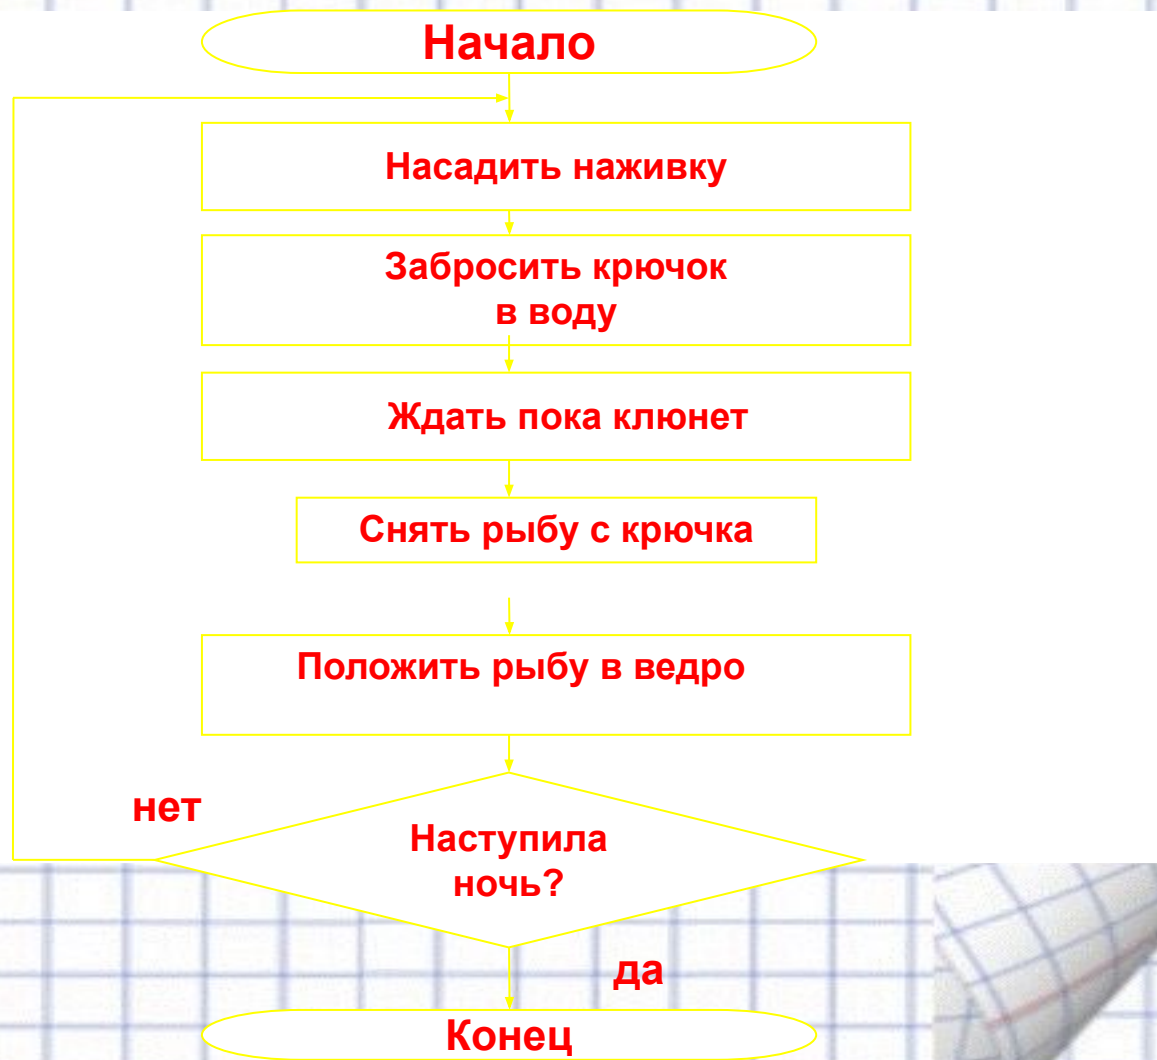 Начало
Насадить наживку
Забросить крючок
в воду
Ждать пока клюнет
Снять рыбу с крючка
Положить рыбу в ведро
нет
Наступила
ночь?
да
Конец